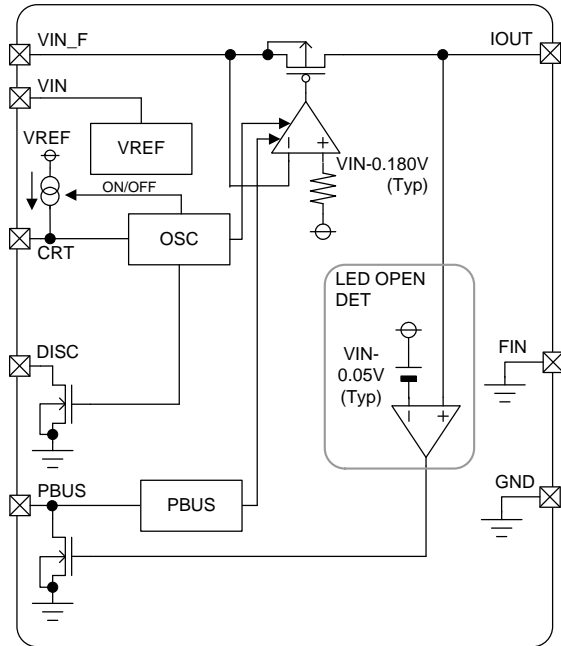 VIN_F
IOUT
VIN
VREF
VREF
VIN-0.180V
(Typ)
ON/OFF
OSC
CRT
LED OPEN
DET
DISC
VIN-
0.05V
(Typ)
FIN
PBUS
PBUS
GND